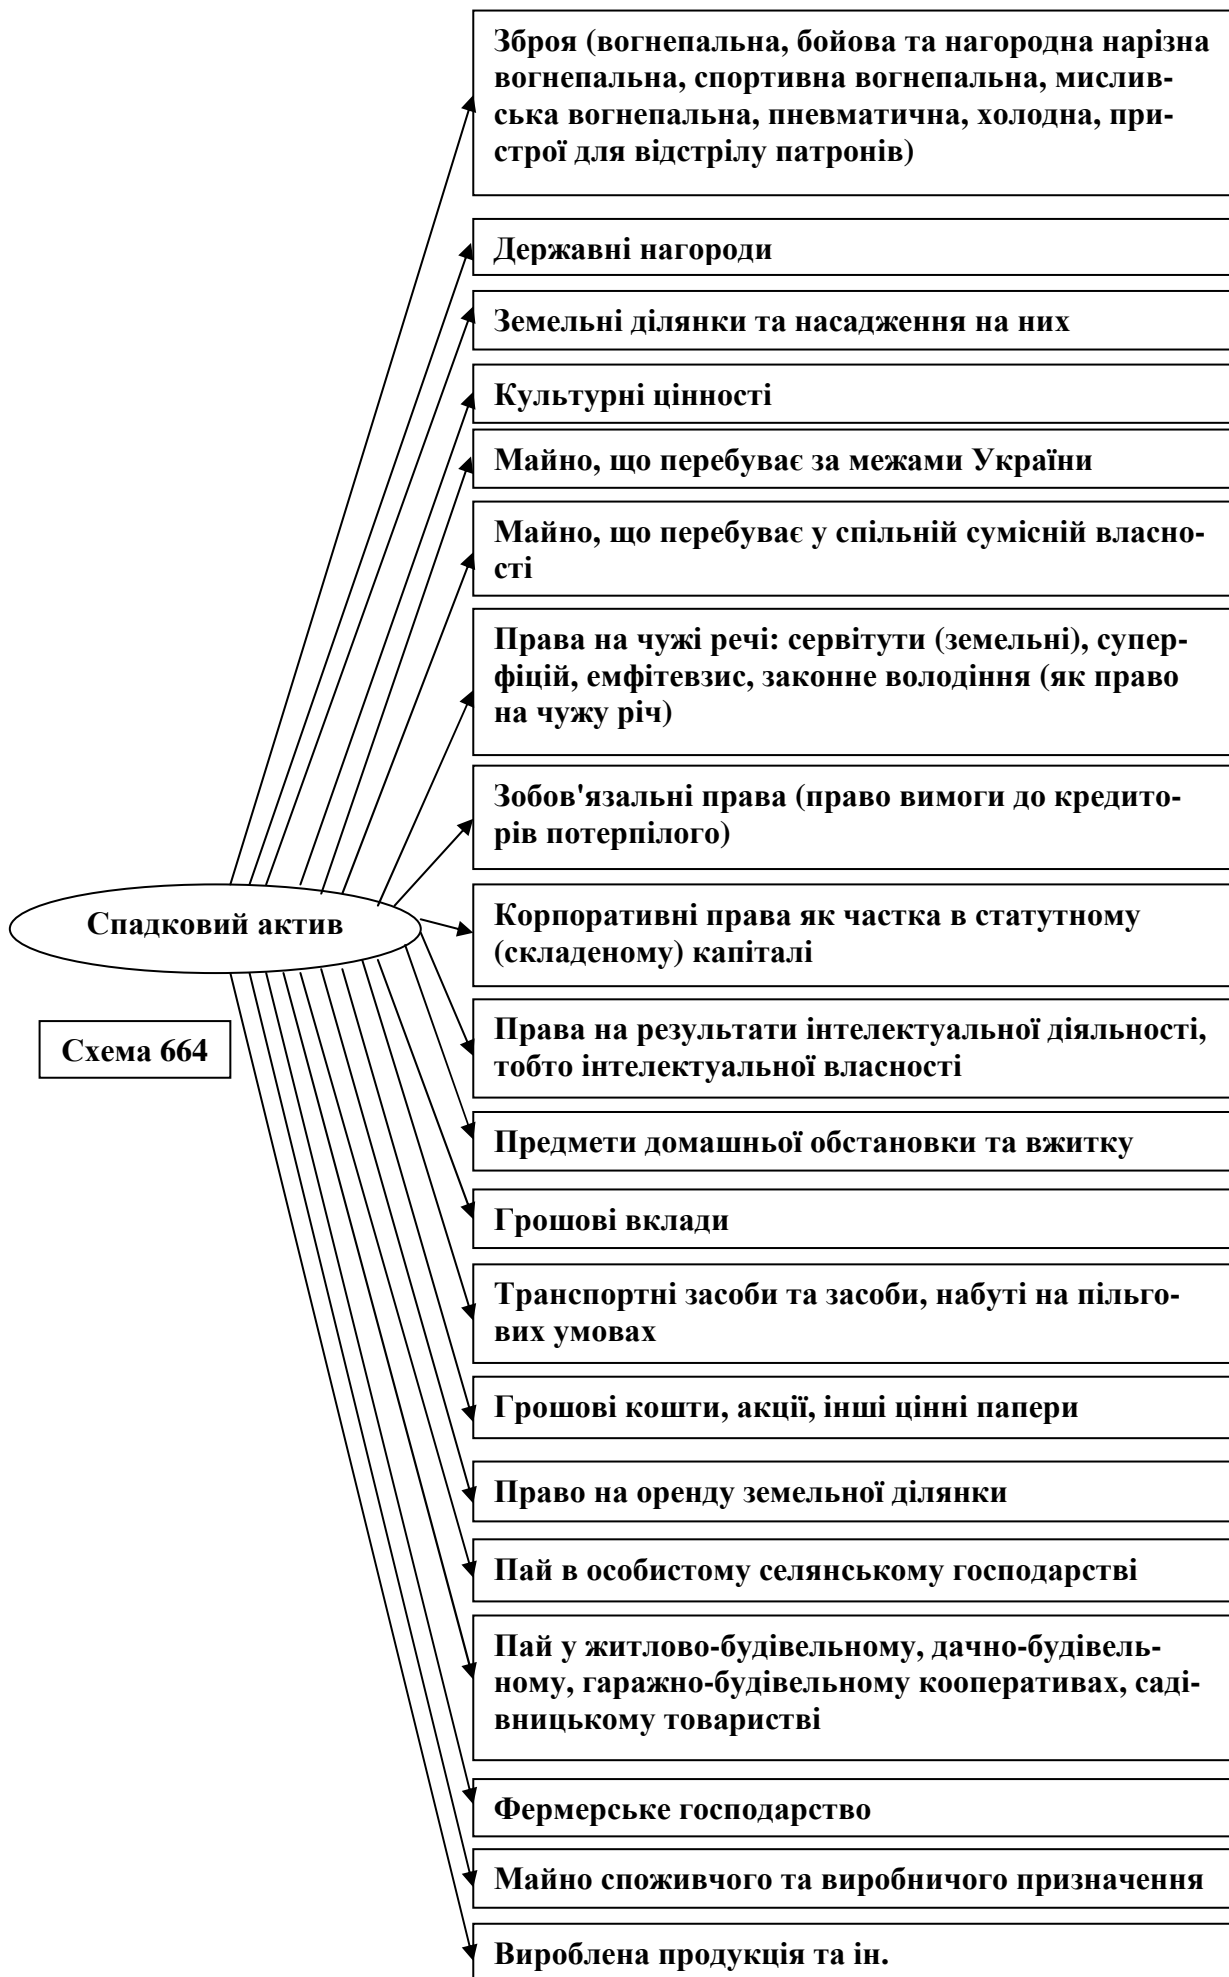 Зброя (вогнепальна, бойова та нагородна нарізна
вогнепальна, спортивна вогнепальна, мислив-
ська вогнепальна, пневматична, холодна, при-
строї для відстрілу патронів)
Державні нагороди
Земельні ділянки та насадження на них
Культурні цінності
Майно, що перебуває за межами України
Майно, що перебуває у спільній сумісній власно-
сті
Права на чужі речі: сервітути (земельні), супер-
фіцій, емфітевзис, законне володіння (як право
на чужу річ)
Зобов'язальні права (право вимоги до кредито-
рів потерпілого)
Спадковий актив
Корпоративні права як частка в статутному
(складеному) капіталі
Схема 664
Права на результати інтелектуальної діяльності,
тобто інтелектуальної власності
Предмети домашньої обстановки та вжитку
Грошові вклади
Транспортні засоби та засоби, набуті на пільго-
вих умовах
Грошові кошти, акції, інші цінні папери
Право на оренду земельної ділянки
Пай в особистому селянському господарстві
Пай у житлово-будівельному, дачно-будівель-
ному, гаражно-будівельному кооперативах, саді-
вницькому товаристві
Фермерське господарство
Майно споживчого та виробничого призначення
Вироблена продукція та ін.